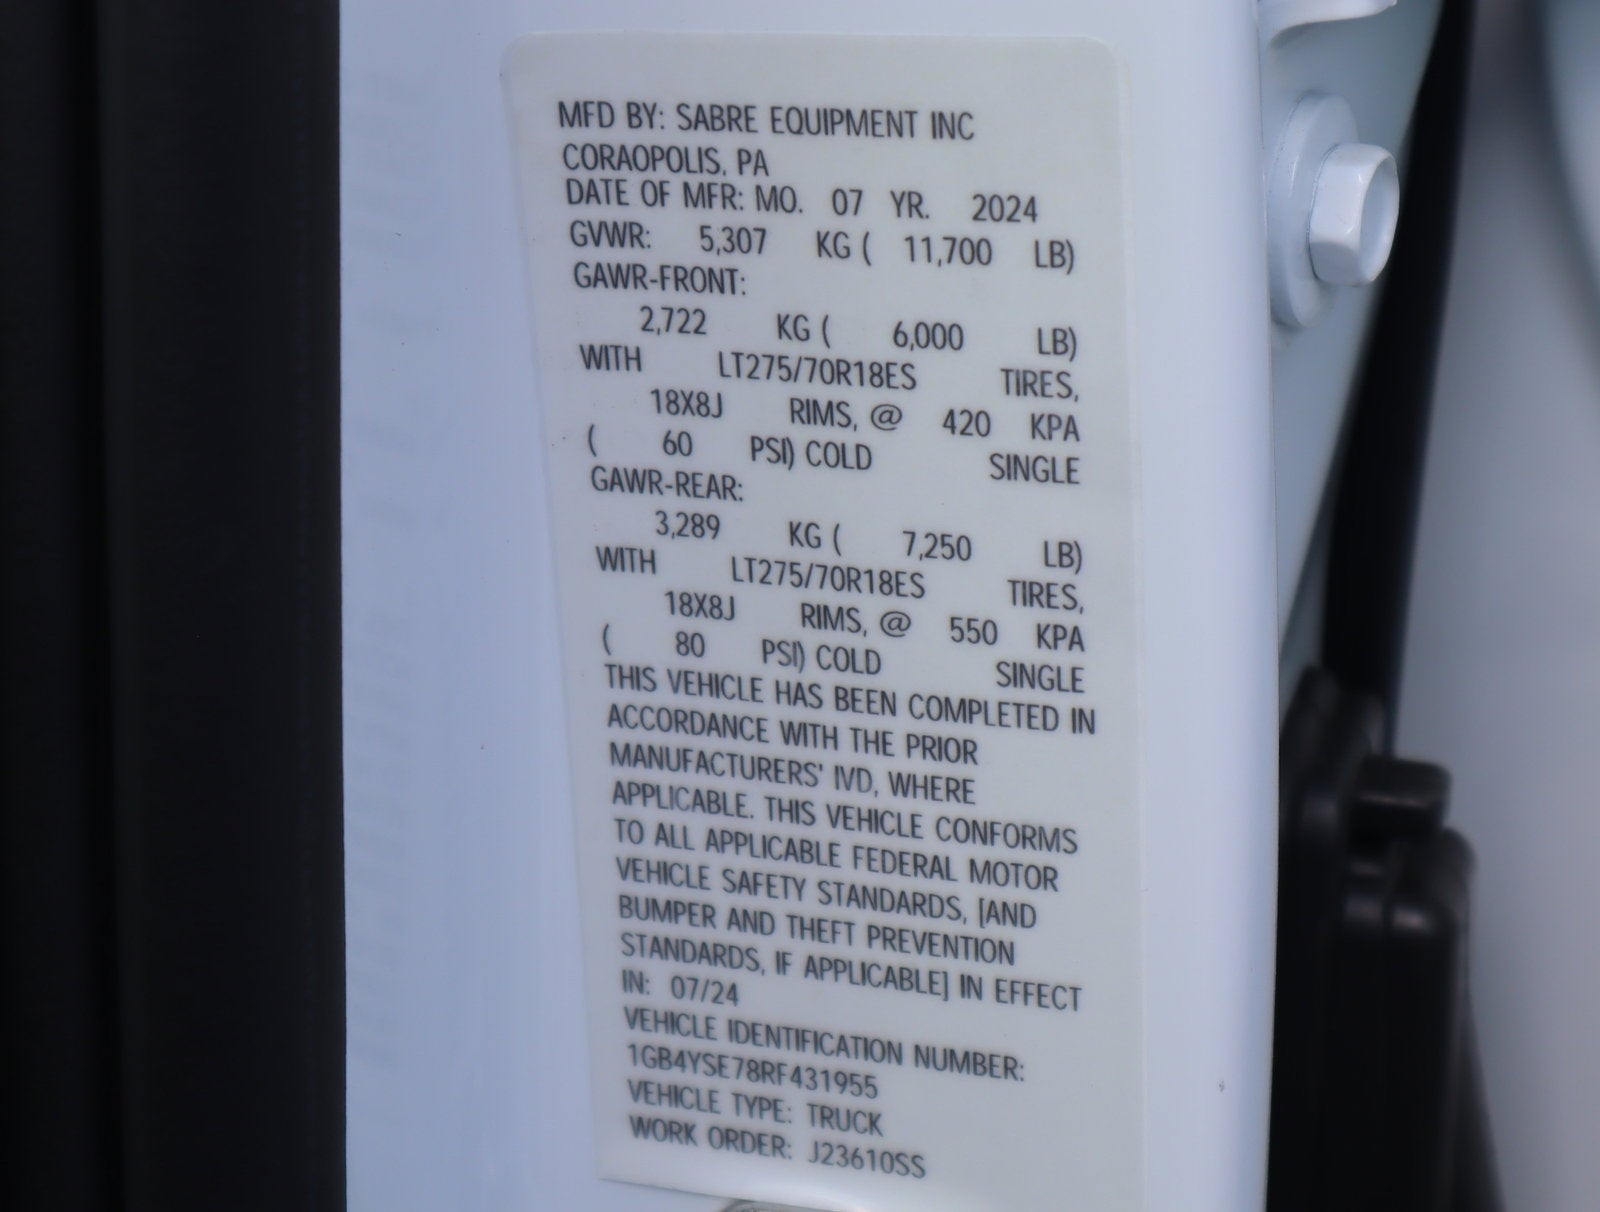 MFD BY: SABRE EQUIPMENT INC
CORAOPOLIS, PA
DATE OF MFR: MO. 07 YR. 2024
GVWR: 5,307 KG ( 11,700 LB)
GAWR-FRONT:
2,722 KG ( 6,000 LB)
WITH LT275/70R18ES TIRES,
18X8J RIMS, @ 420 KPA
( 60 PSI) COLD SINGLE
GAWR-REAR:
3,289 KG ( 7,250 LB)
WITH LT275/70R18ES TIRES,
18X8J RIMS, @ 550 KPA
( 80 PSI) COLD SINGLE
THIS VEHICLE HAS BEEN COMPLETED IN
ACCORDANCE WITH THE PRIOR
MANUFACTURERS' IVD, WHERE
APPLICABLE. THIS VEHICLE CONFORMS
TO ALL APPLICABLE FEDERAL MOTOR
VEHICLE SAFETY STANDARDS, [AND
BUMPER AND THEFT PREVENTION
STANDARDS, IF APPLICABLE] IN EFFECT
IN: 07/24
VEHICLE IDENTIFICATION NUMBER:
1GB4YSE78RF431955
VEHICLE TYPE: TRUCK
WORK ORDER: J23610SS